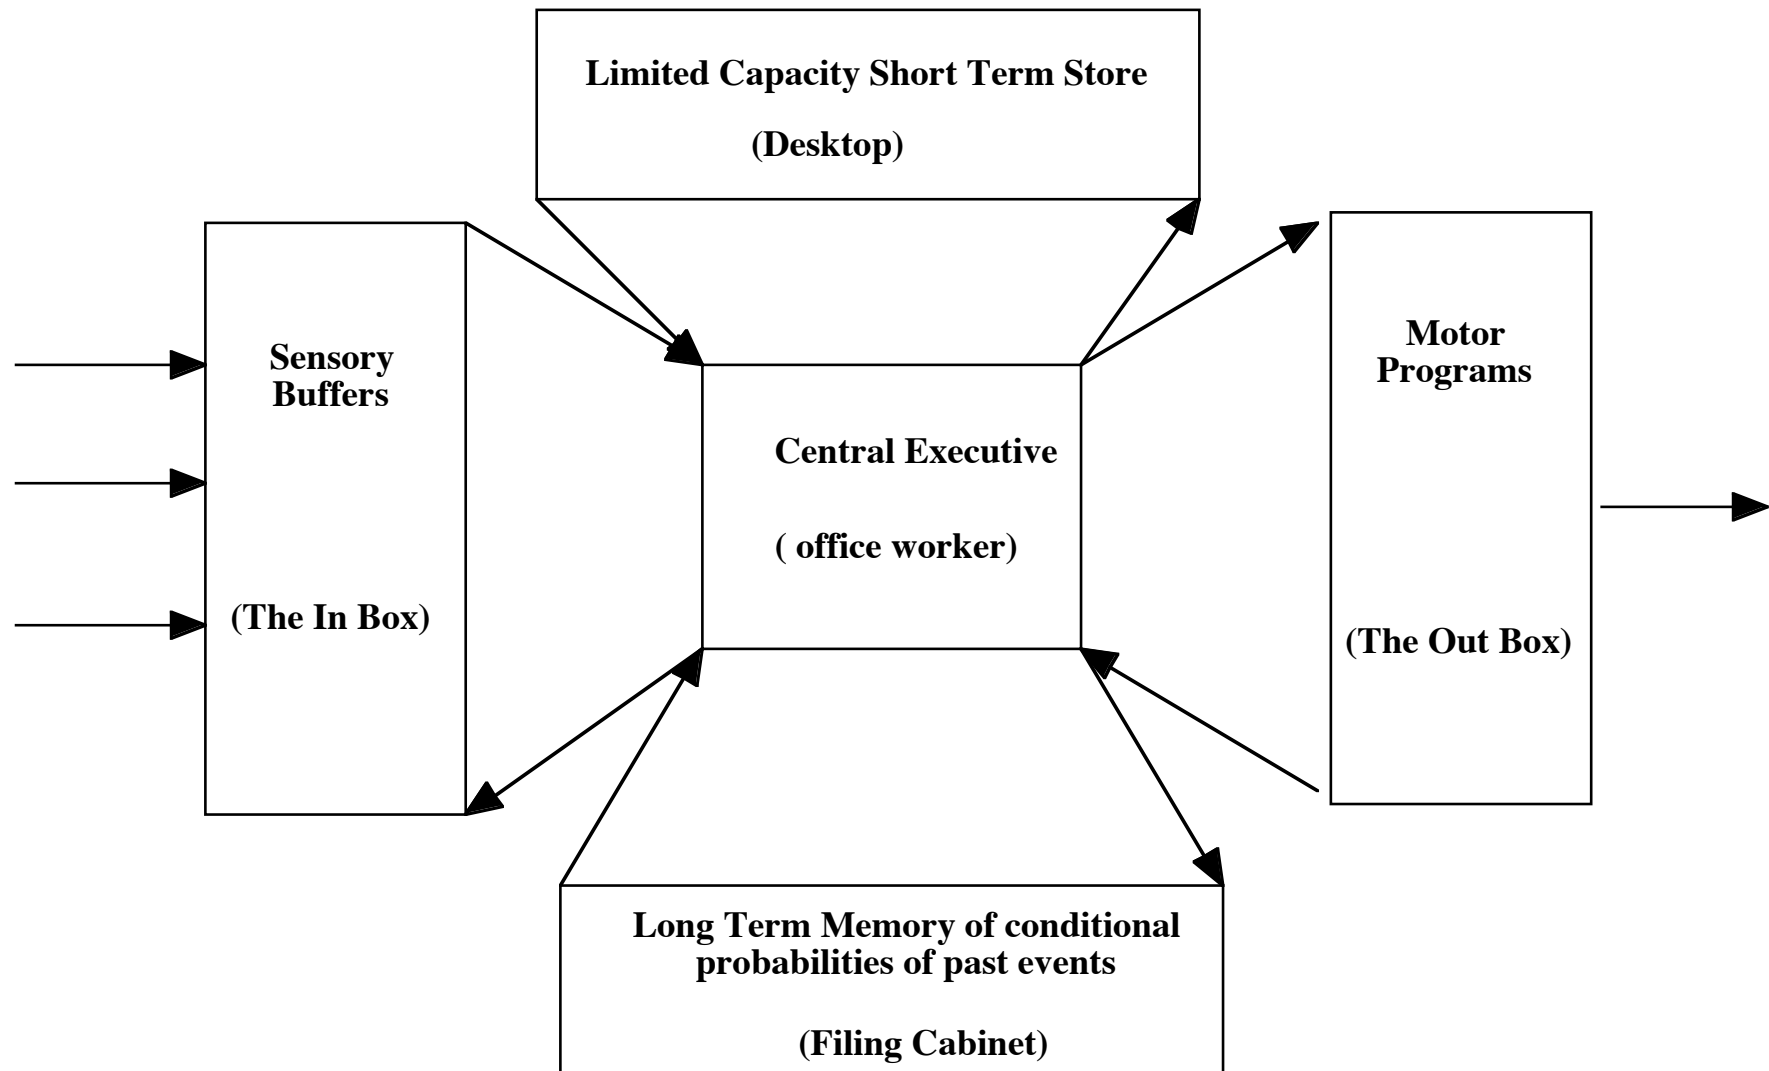 Limited Capacity Short Term Store
(Desktop)
Sensory
Buffers
(The In Box)
Central Executive
( office worker)
Motor
Programs
(The Out Box)
Long Term Memory of conditional
probabilities of past events
(Filing Cabinet)